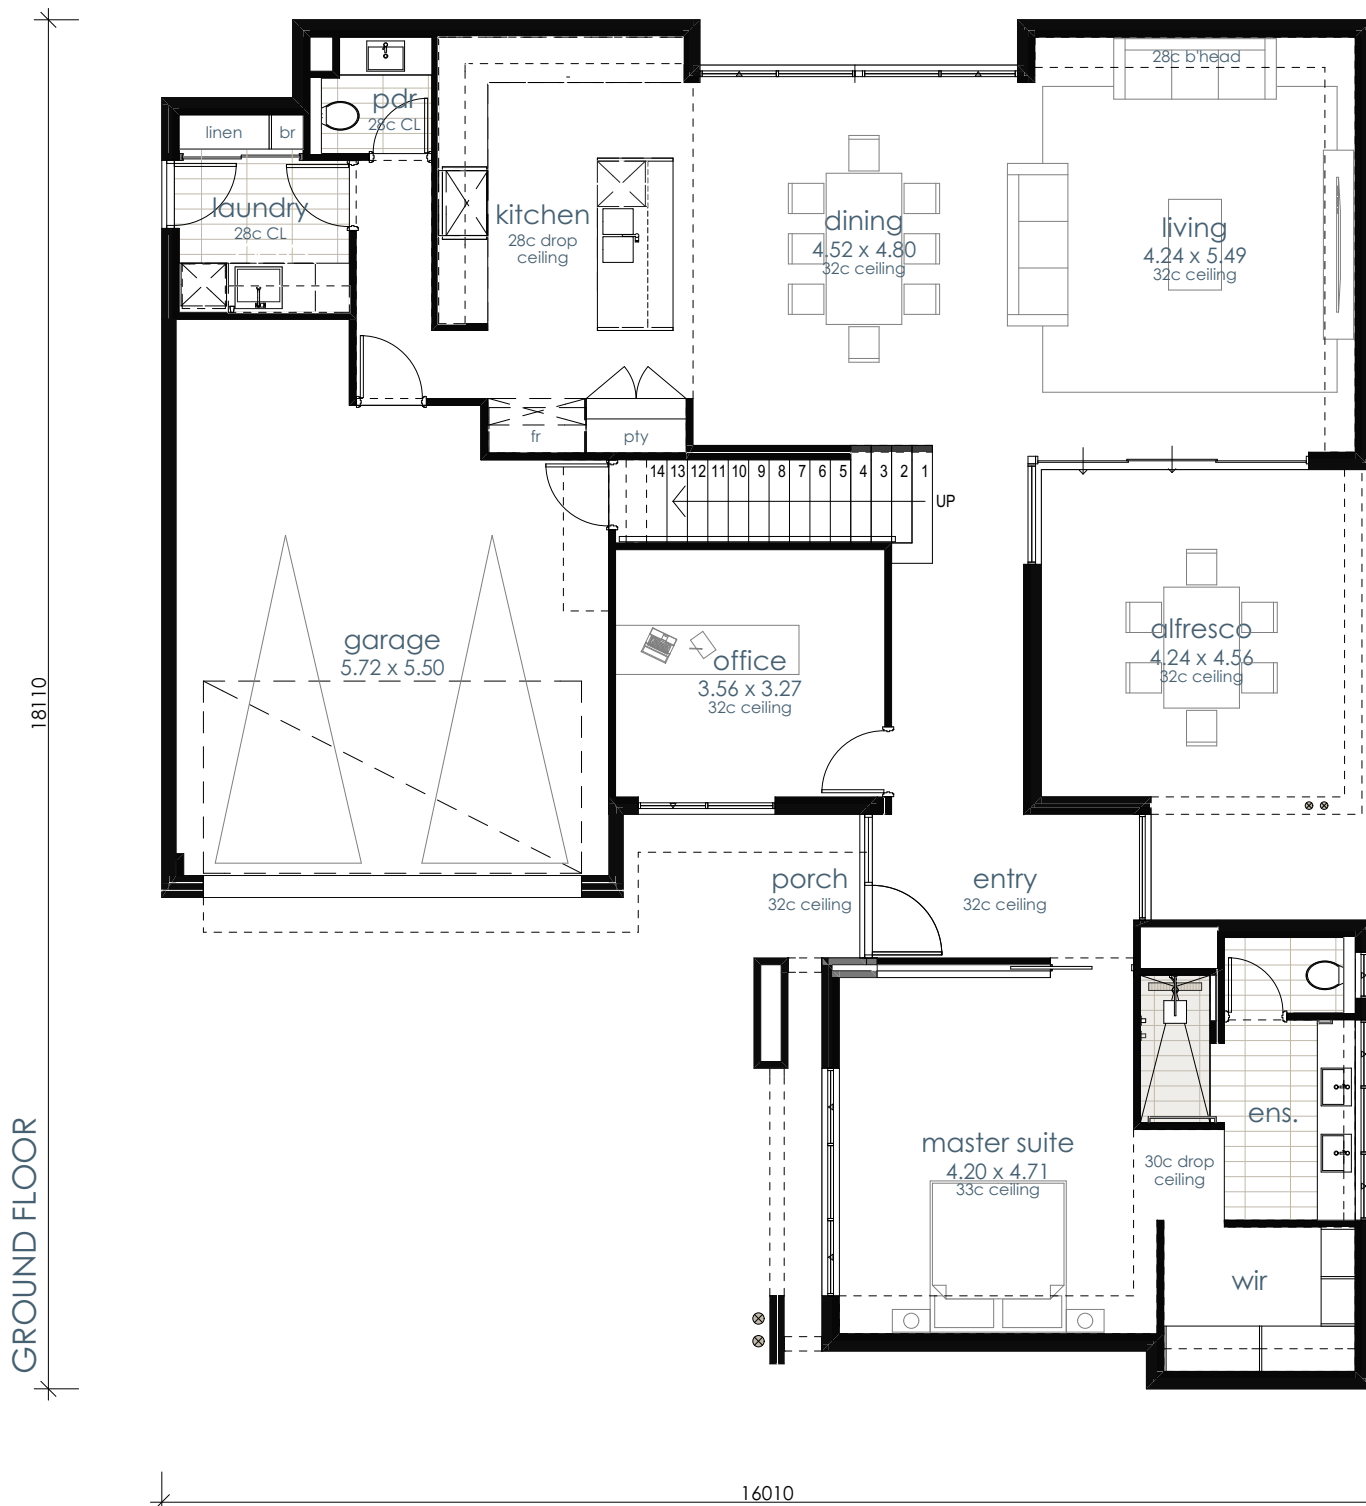 28c b'head
pdr
28c CL
linen
br
laundry
28c CL
kitchen
28c drop
ceiling
dining
4.52 x 4.80
32c ceiling
living
4.24 x 5.49
32c ceiling
fr
pty
14 13 12 11 10 9 8 7 6 5 4 3 2 1
UP
garage
5.72 x 5.50
office
3.56 x 3.27
32c ceiling
alfresco
4.24 x 4.56
32c ceiling
18110
porch
32c ceiling
entry
32c ceiling
ens.
master suite
4.20 x 4.71
33c ceiling
30c drop
ceiling
wir
GROUND FLOOR
16010